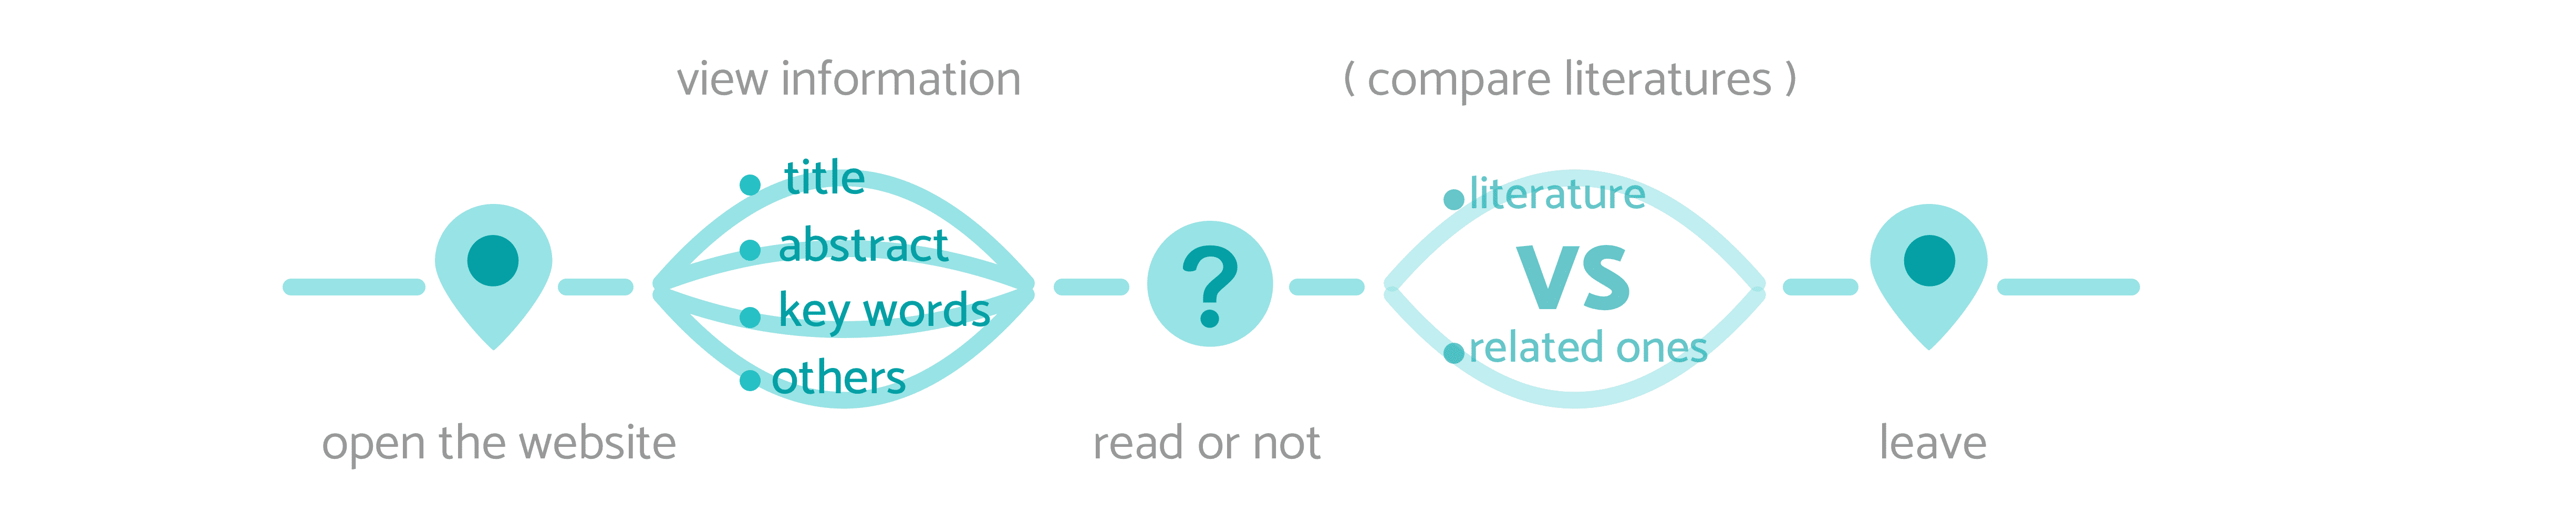 view information
( compare literatures )
title
abstract
key words
others
?
literature
VS
related ones
open the website
read or not
leave